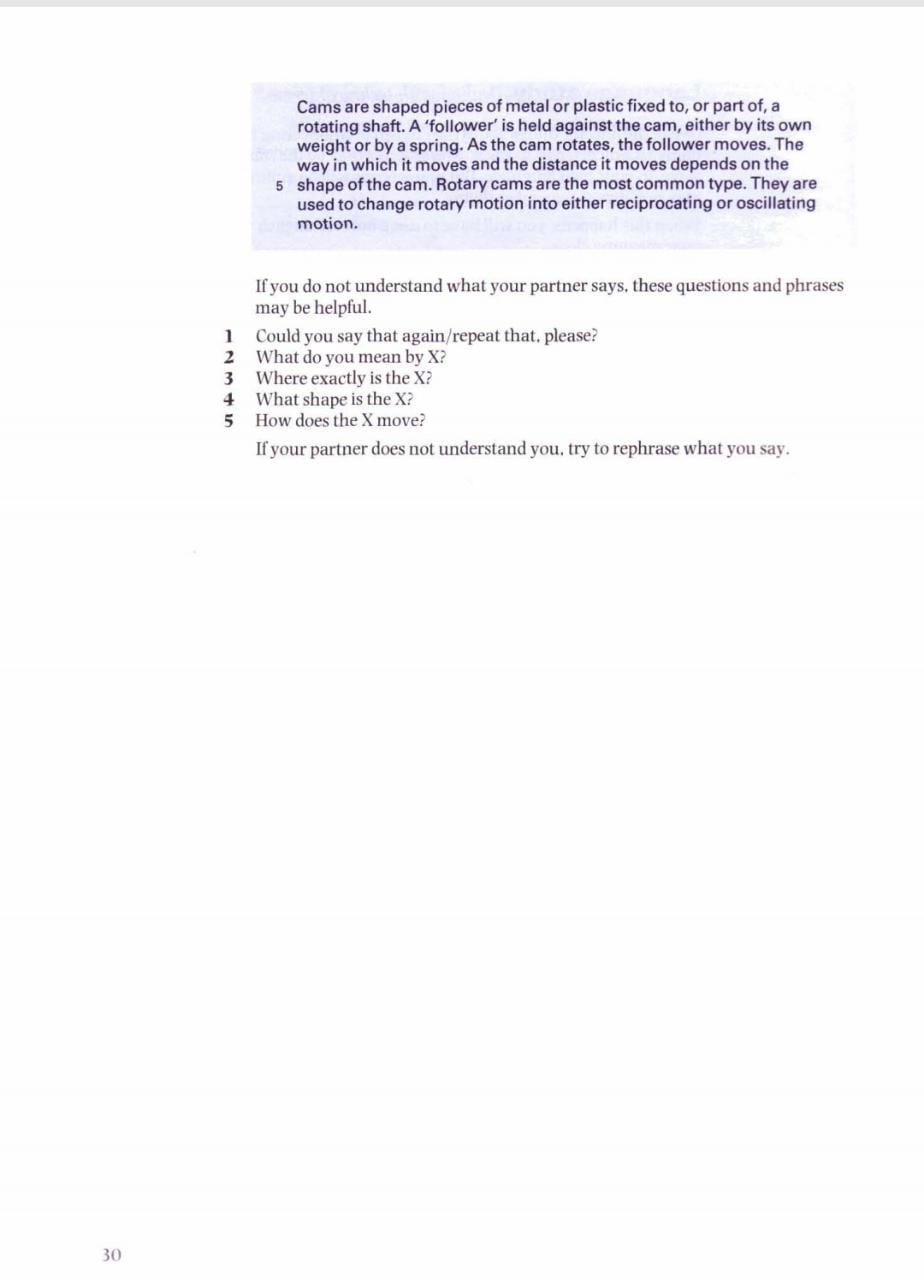 Cams are shaped pieces of metal or plastic fixed to, or part of, a
rotating shaft. A ‘follower’ is held against the cam, either by its own
weight or by a spring. As the cam rotates, the follower moves. The
way in which it moves and the distance it moves depends on the
5 shape of the cam. Rotary cams are the most common type. They are
used to change rotary motion into either reciprocating or oscillating
motion.
If you do not understand what your partner says, these questions and phrases
may be helpful.
1 Could you say that again/repeat that, please?
2 What do you mean by X?
3 Where exactly is the X?
4 What shape is the X?
5 How does the X move?
If your partner does not understand you, try to rephrase what you say.
30